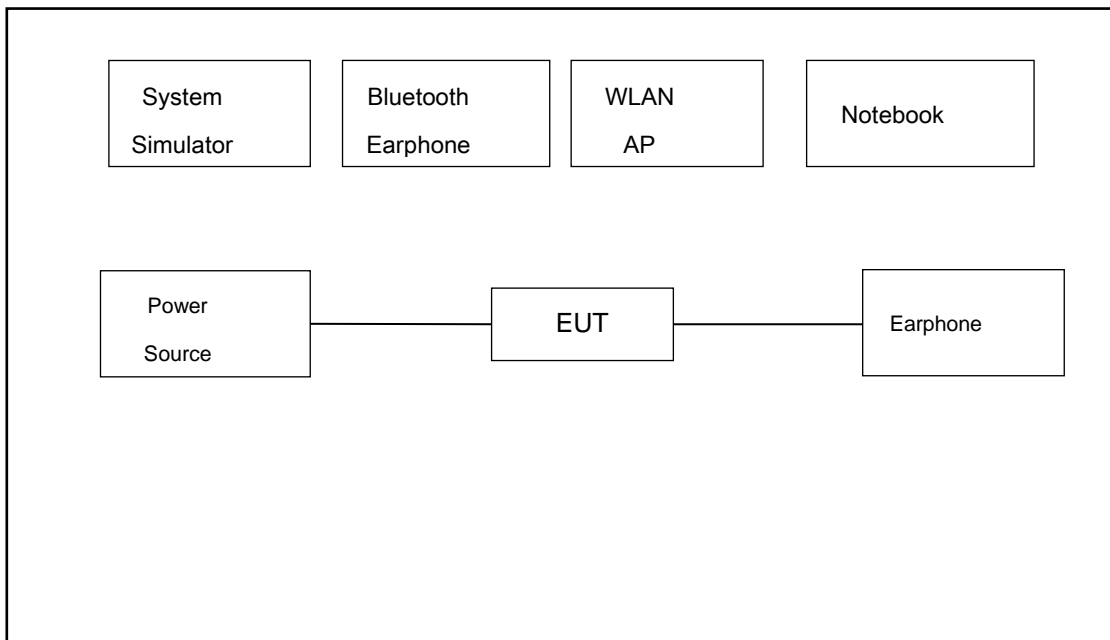 System
Simulator
Bluetooth
Earphone
WLAN
AP
Notebook
Power
Source
EUT
Earphone